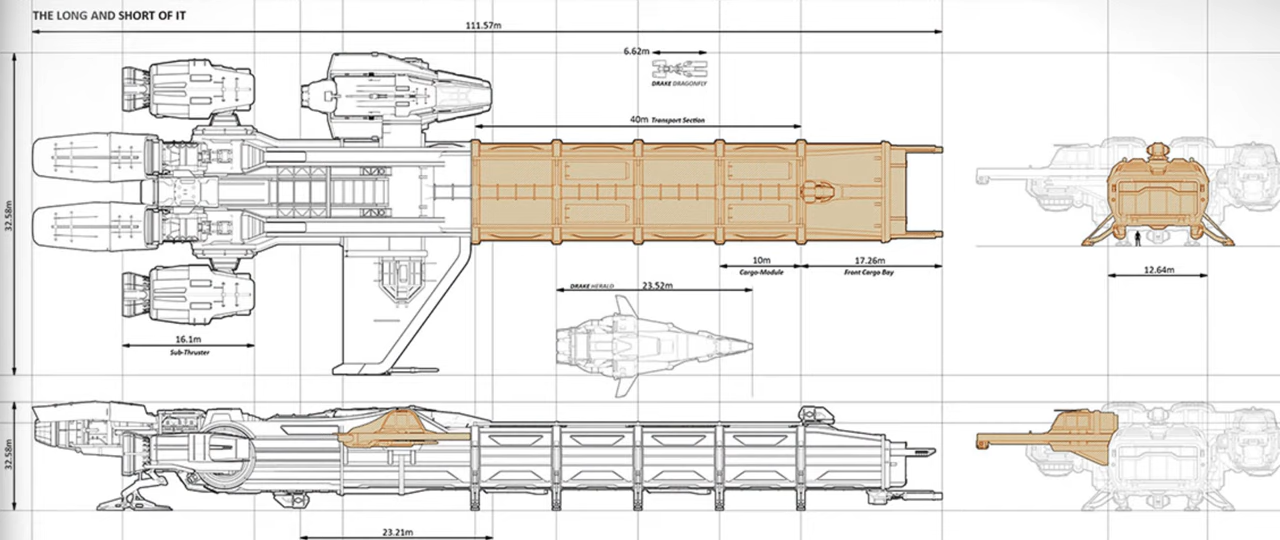 THE LONG AND SHORT OF IT
111.57m
6.62m
DRAKE DRAGONFLY
40m Transport Section
32.58m
10m
Cargo-Module
17.26m
Front Cargo Bay
12.64m
DRAKE HERALD 23.52m
16.1m
Sub-Thruster
32.58m
23.21m